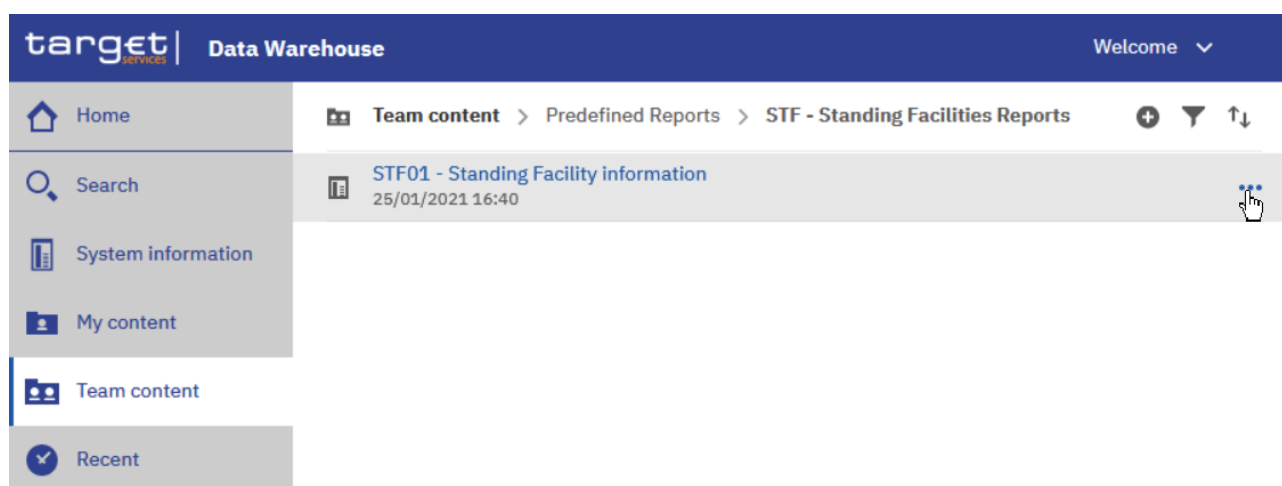 target services | Data Warehouse Welcome
Home
Team content > Predefined Reports > STF - Standing Facilities Reports
Search
STF01 - Standing Facility information
25/01/2021 16:40
System information
My content
Team content
Recent